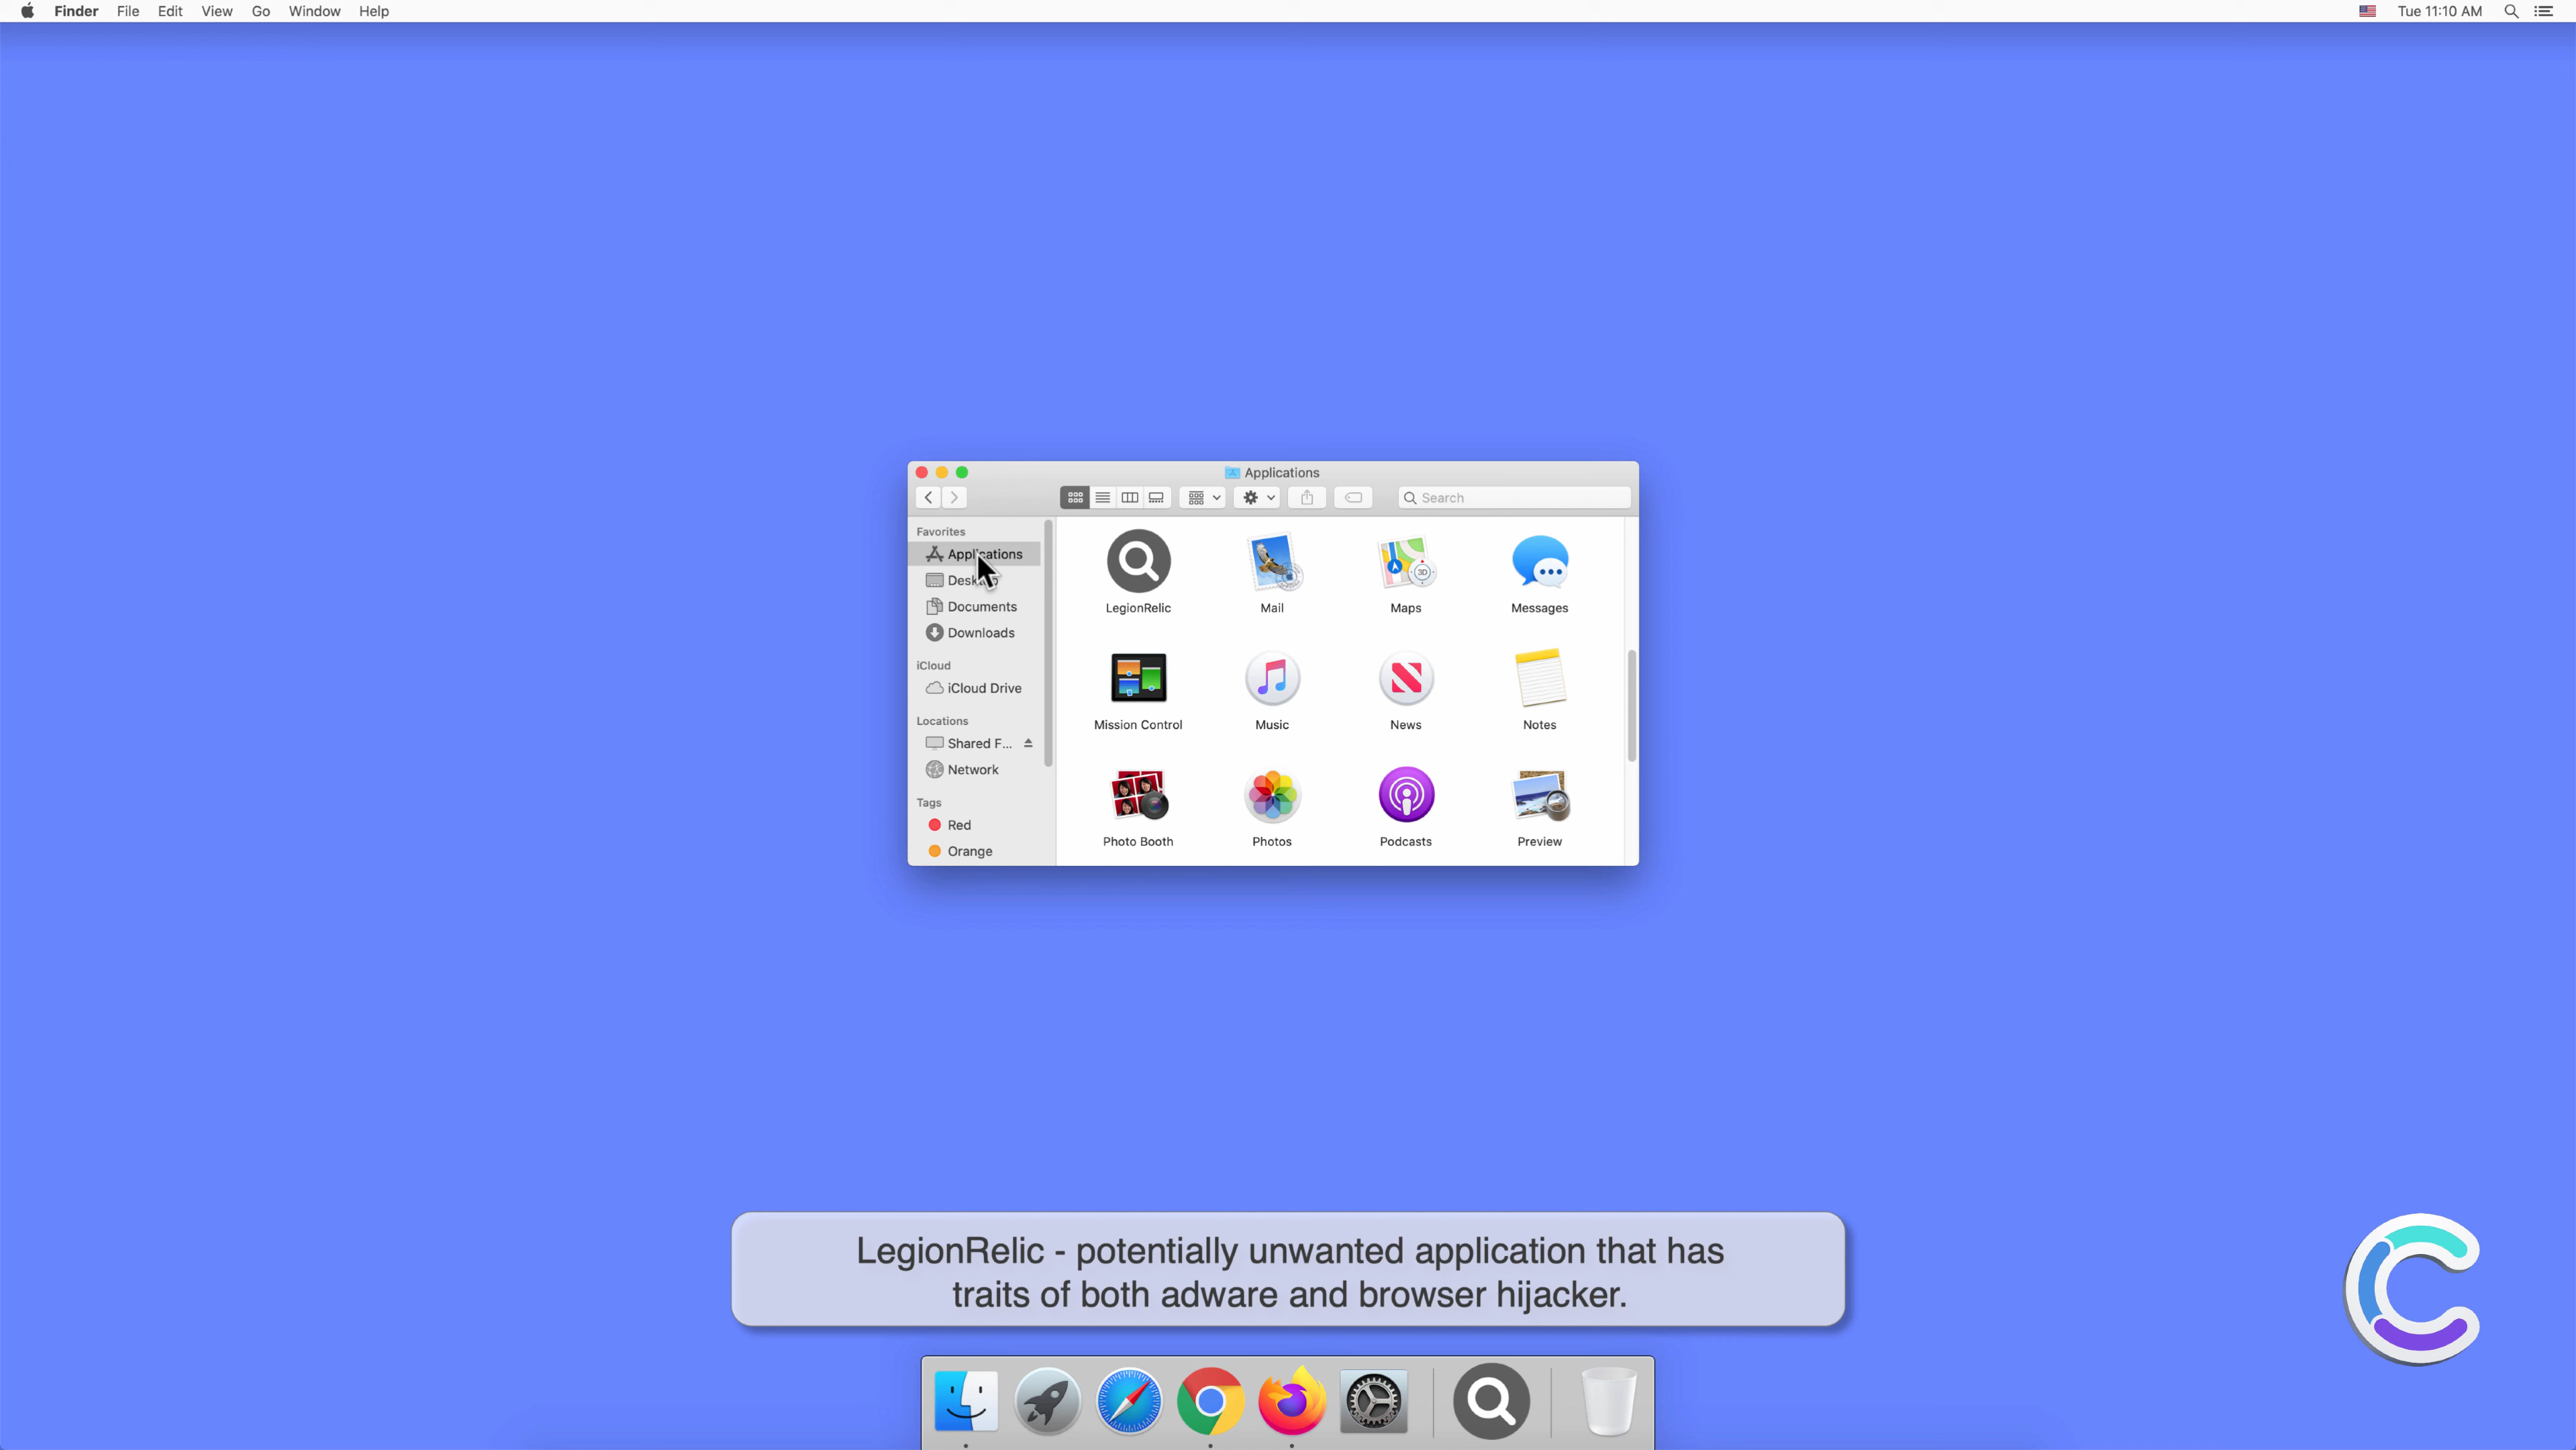 Finder File Edit View Go Window Help Tue 11:10 AM
Applications
Search
Favorites
Applications
Documents
Downloads
iCloud
iCloud Drive
Locations
Shared F...
Network
Tags
Red
Orange
LegionRelic Mail Maps Messages
Mission Control Music News Notes
Photo Booth Photos Podcasts Preview
3D
LegionRelic - potentially unwanted application that has
traits of both adware and browser hijacker.